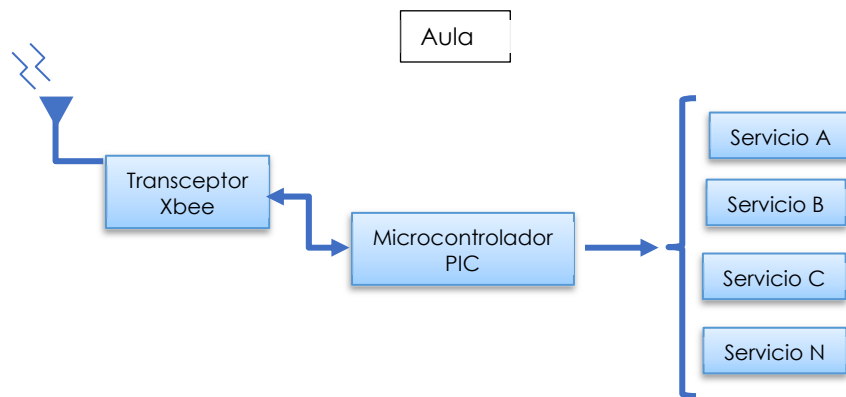 Aula
Transceptor
Xbee
Microcontrolador
PIC
Servicio A
Servicio B
Servicio C
Servicio N